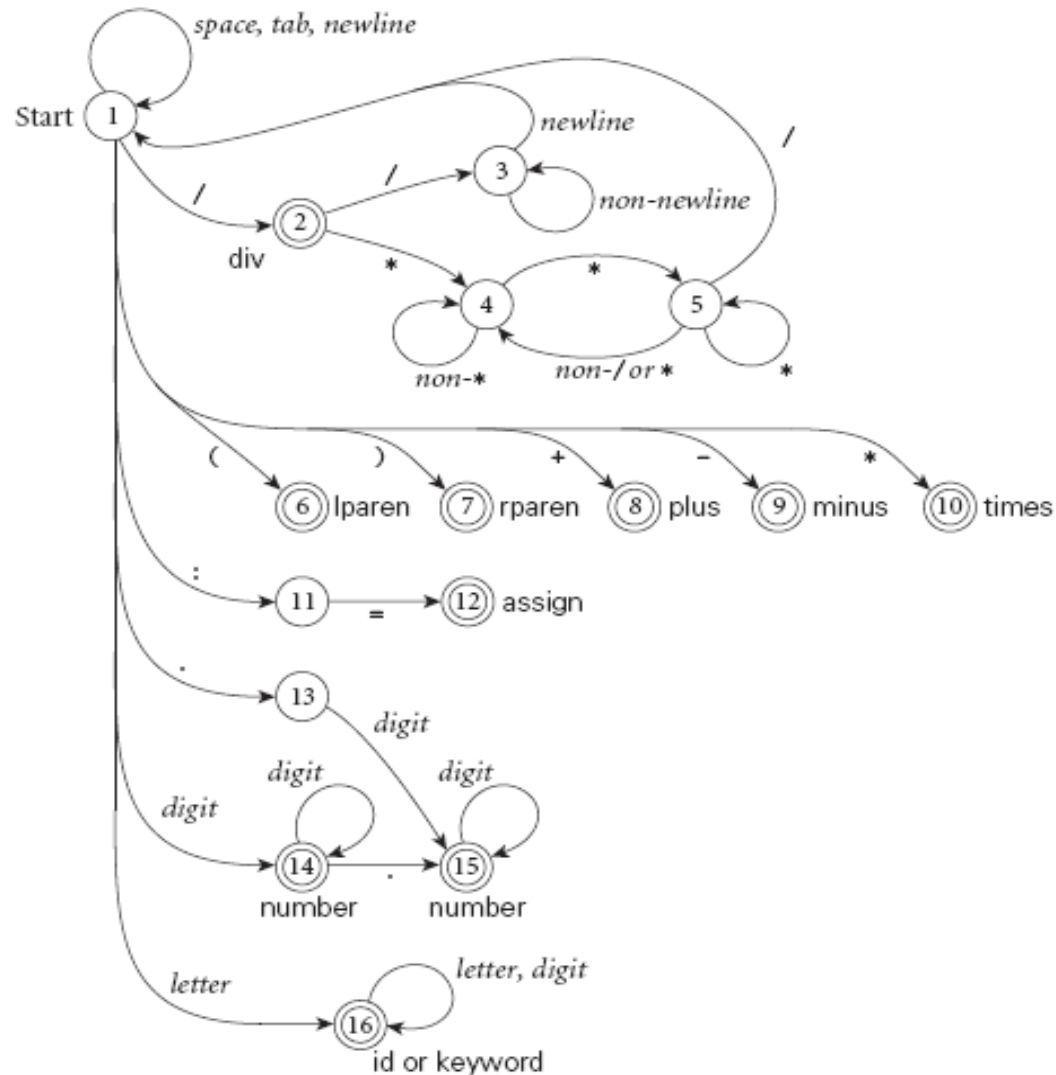 space, tab, newline
Start 1
newline
/
/ / 3
non-newline
2
div * * 
4 5
non-* non-/ or * *
( ) + - *
6 lparen 7 rparen 8 plus 9 minus 10 times
:
11 = 12 assign
.
13
digit
digit digit
digit
14 . 15
number number
letter, digit
letter
16
id or keyword